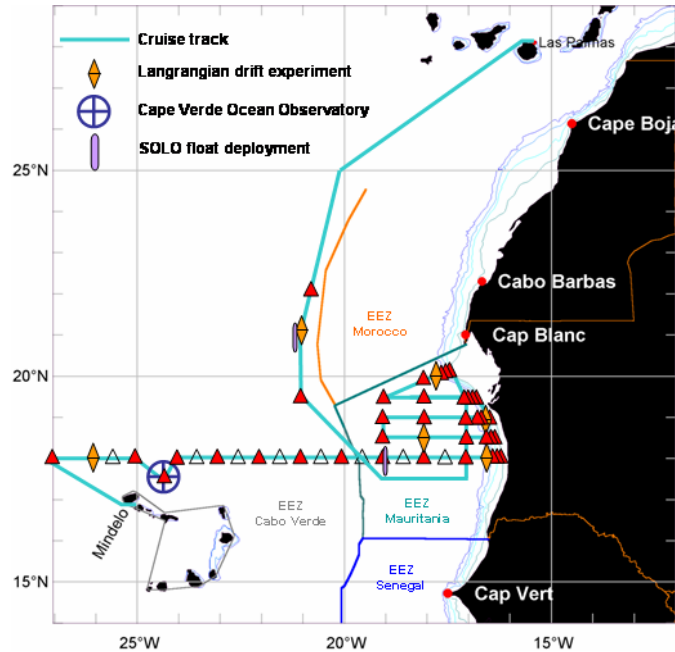 Cruise track
Langrangian drift experiment
Cape Verde Ocean Observatory
SOLO float deployment
Las Palmas
Cape Boja
25°N
Cabo Barbas
EEZ
Morocco
Cap Blanc
20°N
Mindelo
EEZ
Cabo Verde
EEZ
Mauritania
EEZ
Senegal
15°N
Cap Vert
25°W
20°W
15°W